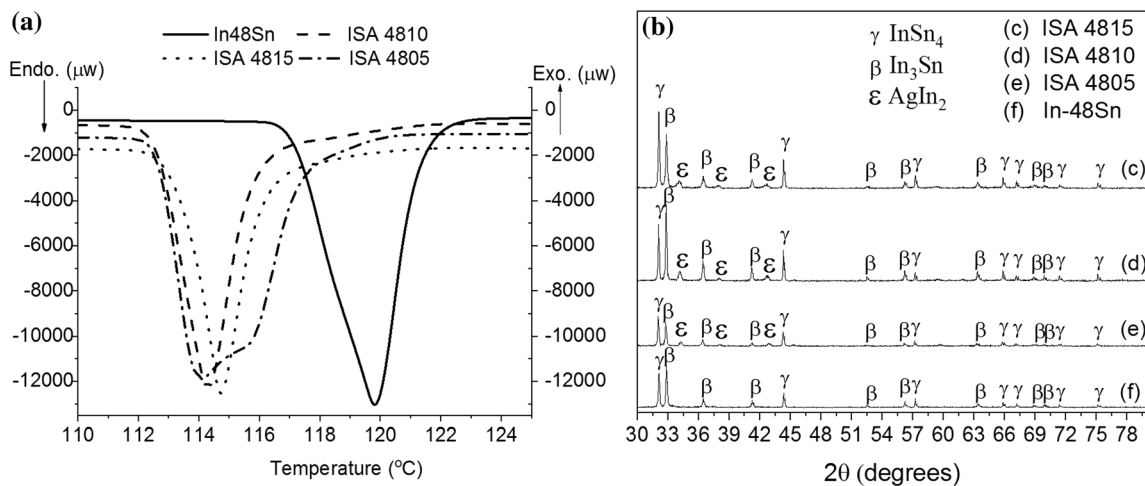 (a)
In48Sn
ISA 4810
ISA 4815
ISA 4805
Endo. (μw)
Exo. (μw)
0
-2000
-4000
-6000
-8000
-10000
-12000
0
-2000
-4000
-6000
-8000
-10000
-12000
110 112 114 116 118 120 122 124
Temperature (°C)
(b)
γ InSn₄
β In₃Sn
ε AgIn₂
(c) ISA 4815
(d) ISA 4810
(e) ISA 4805
(f) In-48Sn
γ β ε β ε β ε γ β β γ β γ γ β β γ γ (c)
γ β ε β ε β ε γ β β γ β γ γ β β γ γ (d)
γ β ε β ε β ε γ β β γ β γ γ β β γ γ (e)
γ β β β γ β β γ β γ γ β β γ γ (f)
30 33 36 39 42 45 48 51 54 57 60 63 66 69 72 75 78
2θ (degrees)